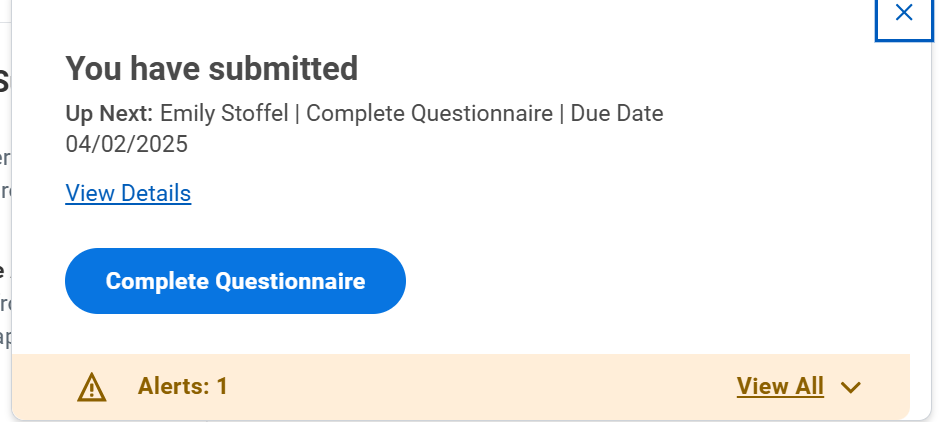 You have submitted
Up Next: Emily Stoffel | Complete Questionnaire | Due Date
04/02/2025
View Details
Complete Questionnaire
Alerts: 1
View All